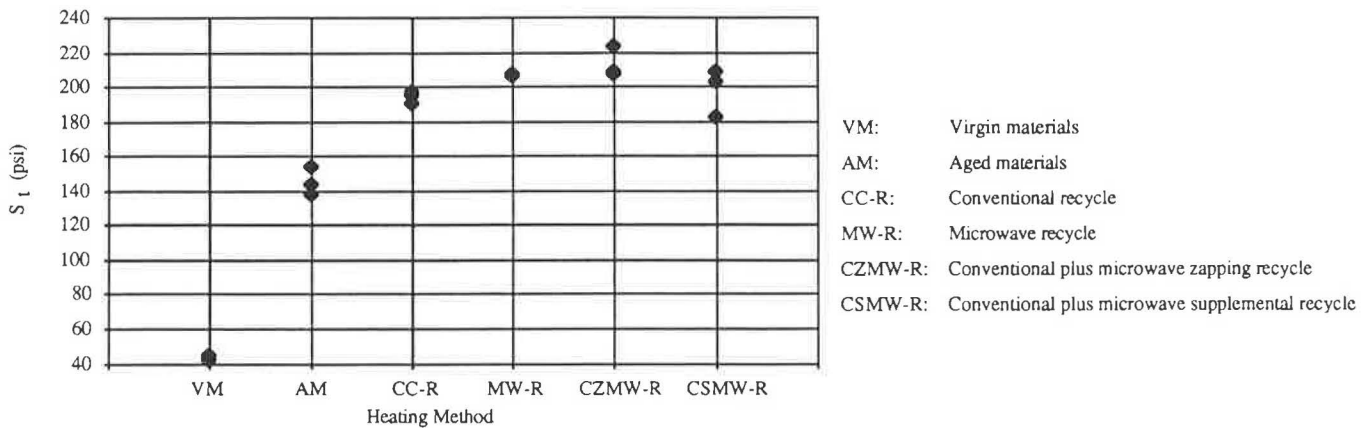 240
220
200
180
160
140
120
100
80
60
40
S t (psi)
VM AM CC-R MW-R CZMW-R CSMW-R
Heating Method
VM: Virgin materials
AM: Aged materials
CC-R: Conventional recycle
MW-R: Microwave recycle
CZMW-R: Conventional plus microwave zapping recycle
CSMW-R: Conventional plus microwave supplemental recycle